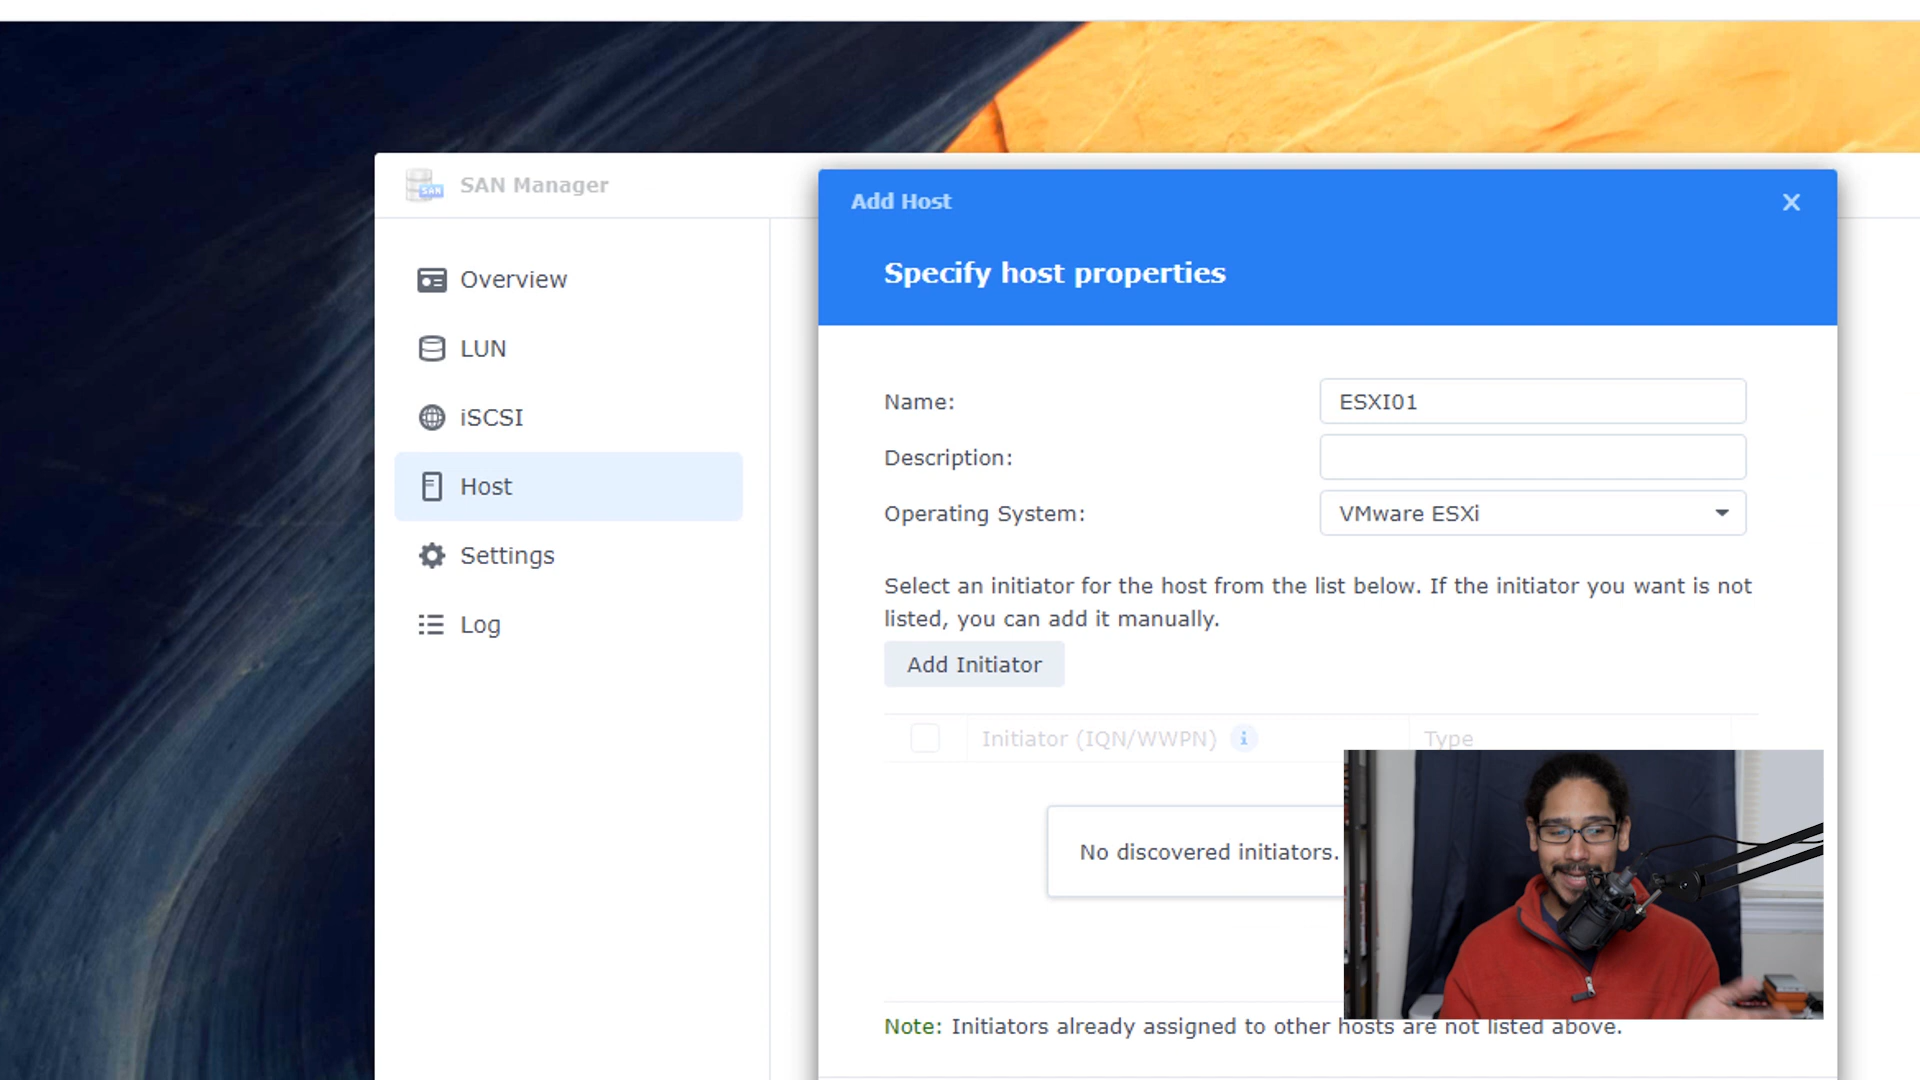 SAN Manager
SAN
Overview
LUN
iSCSI
Host
Settings
Log
Add Host
Specify host properties
Name:
ESXI01
Description:
Operating System:
VMware ESXi
Select an initiator for the host from the list below. If the initiator you want is not
listed, you can add it manually.
Add Initiator
Initiator (IQN/WWPN)
Type
No discovered initiators.
Note: Initiators already assigned to other hosts are not listed above.